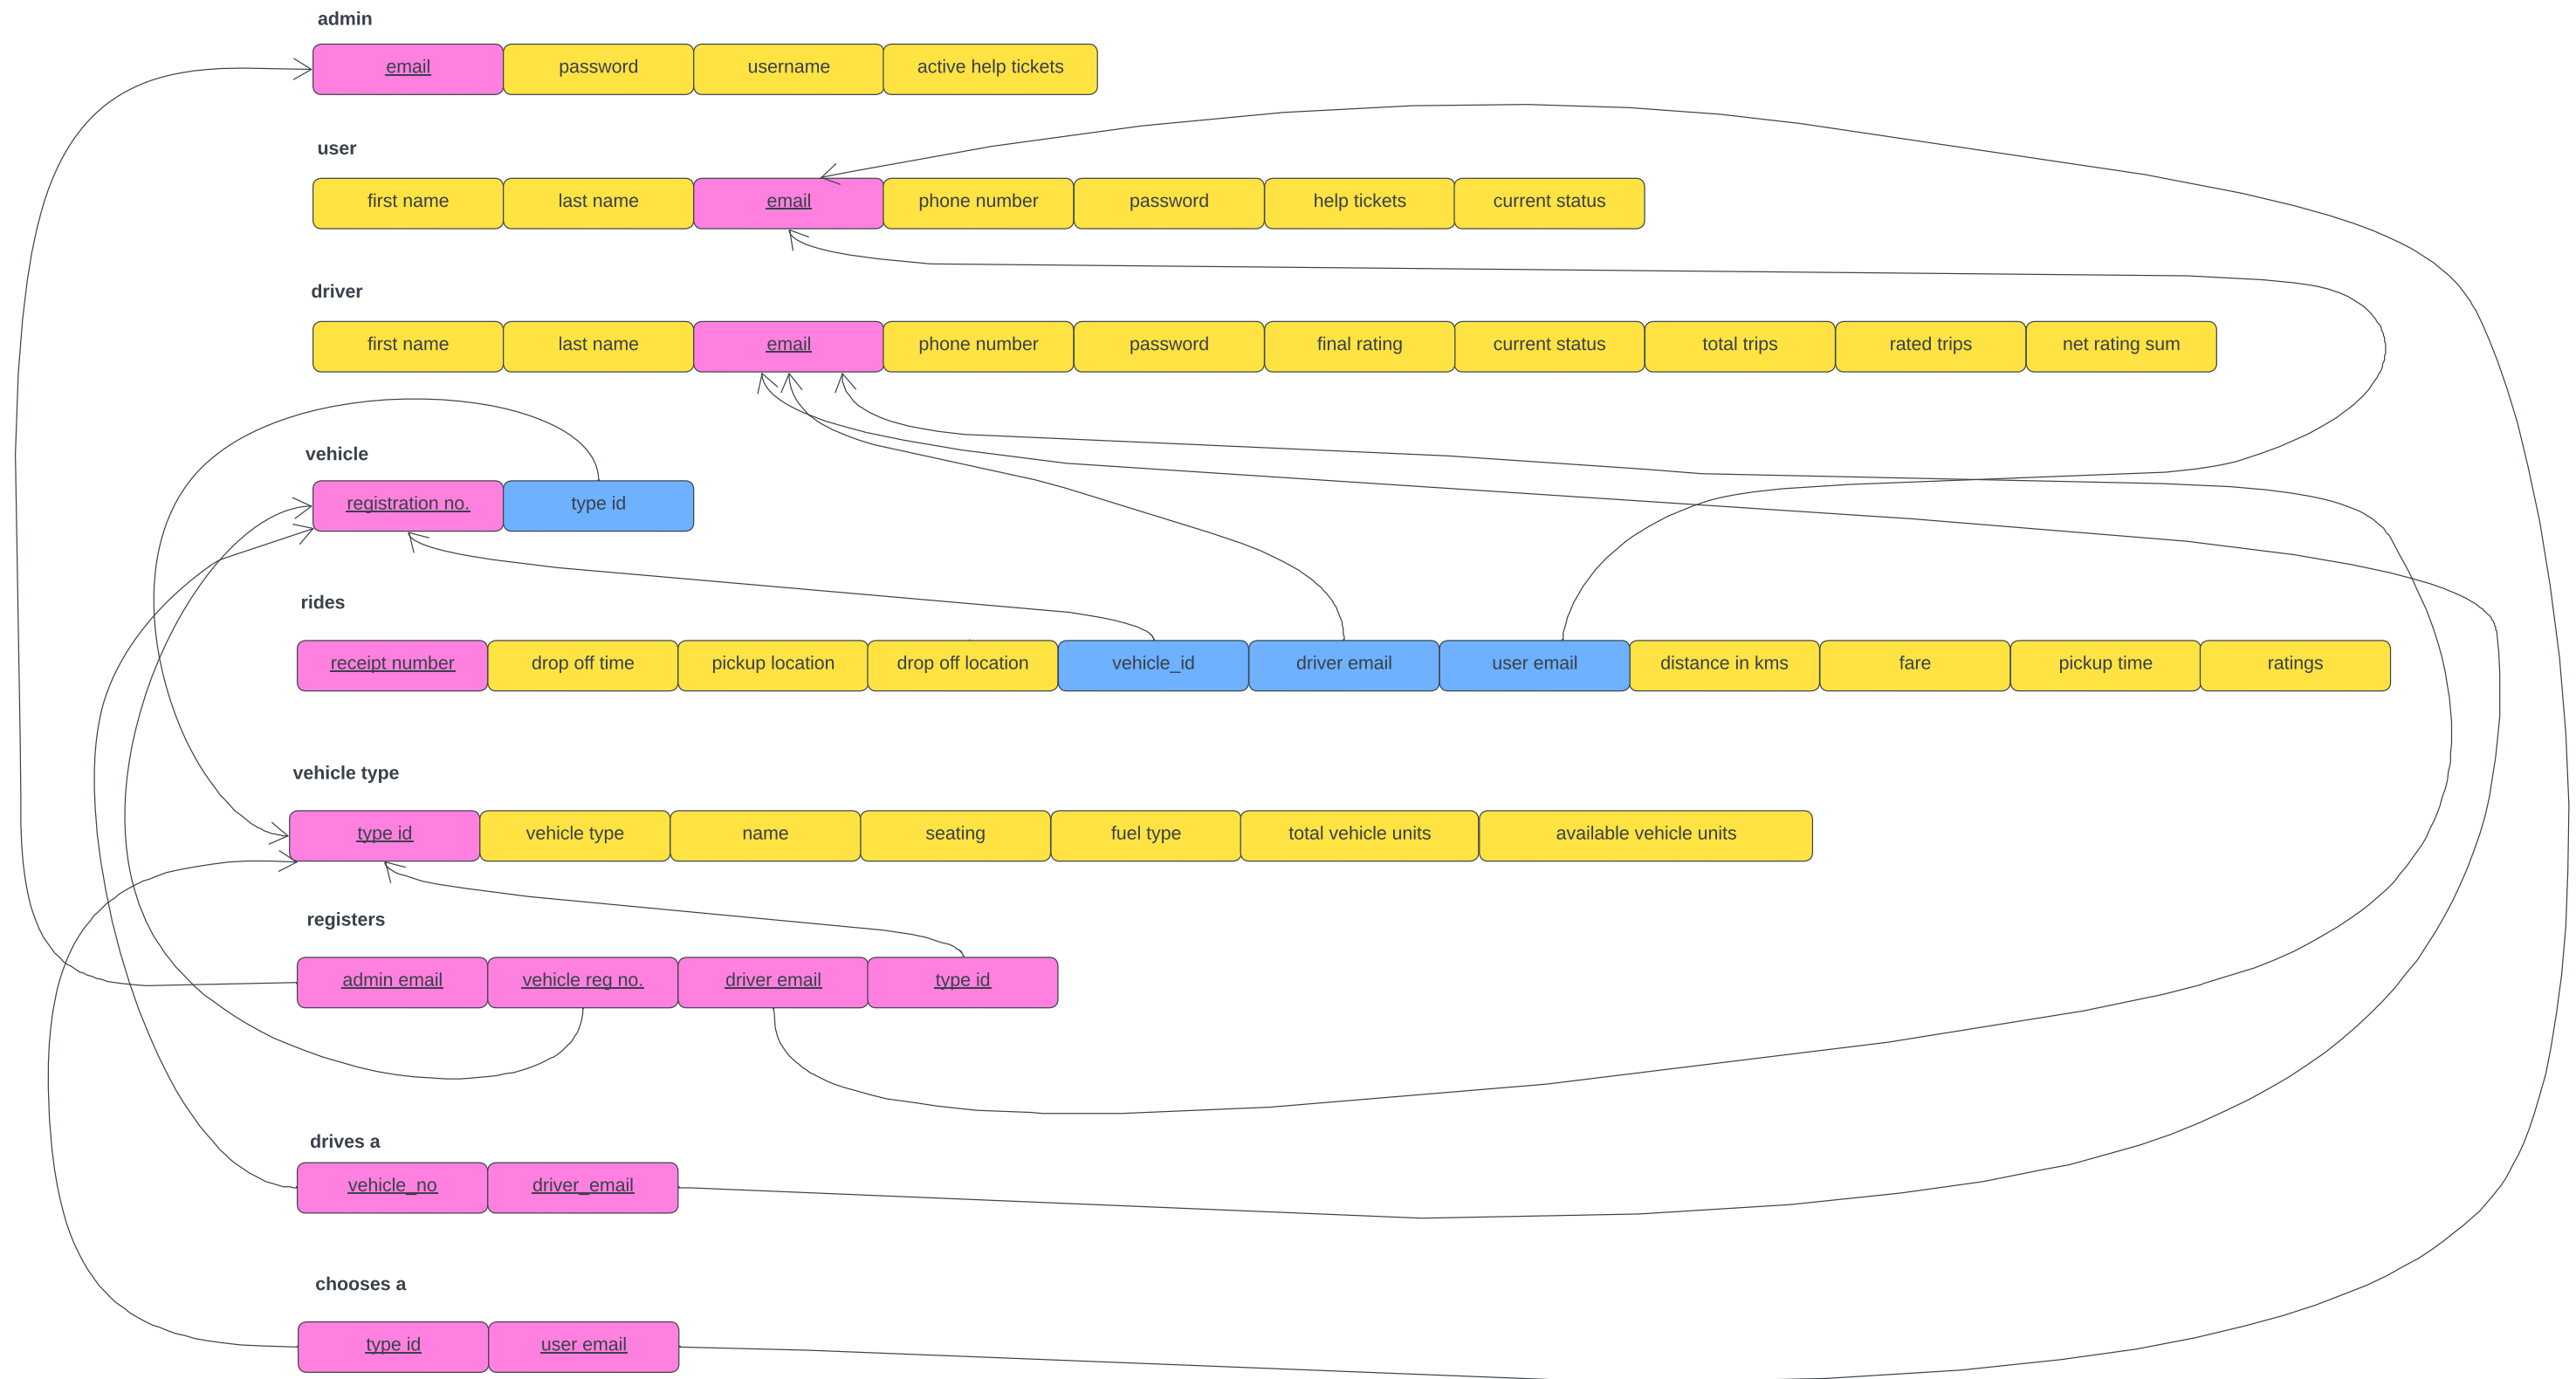 admin
email password username active help tickets
user
first name last name email phone number password help tickets current status
driver
first name last name email phone number password final rating current status total trips rated trips net rating sum
vehicle
registration no. type id
rides
receipt number drop off time pickup location drop off location vehicle_id driver email user email distance in kms fare pickup time ratings
vehicle type
type id vehicle type name seating fuel type total vehicle units available vehicle units
registers
admin email vehicle reg no. driver email type id
drives a
vehicle_no driver_email
chooses a
type id user email